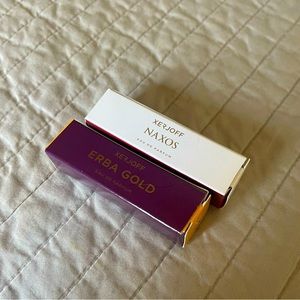 XERJOFF
NAXOS
EAU DE PARFUM
XERJOFF
ERBA GOLD
EAU DE PARFUM